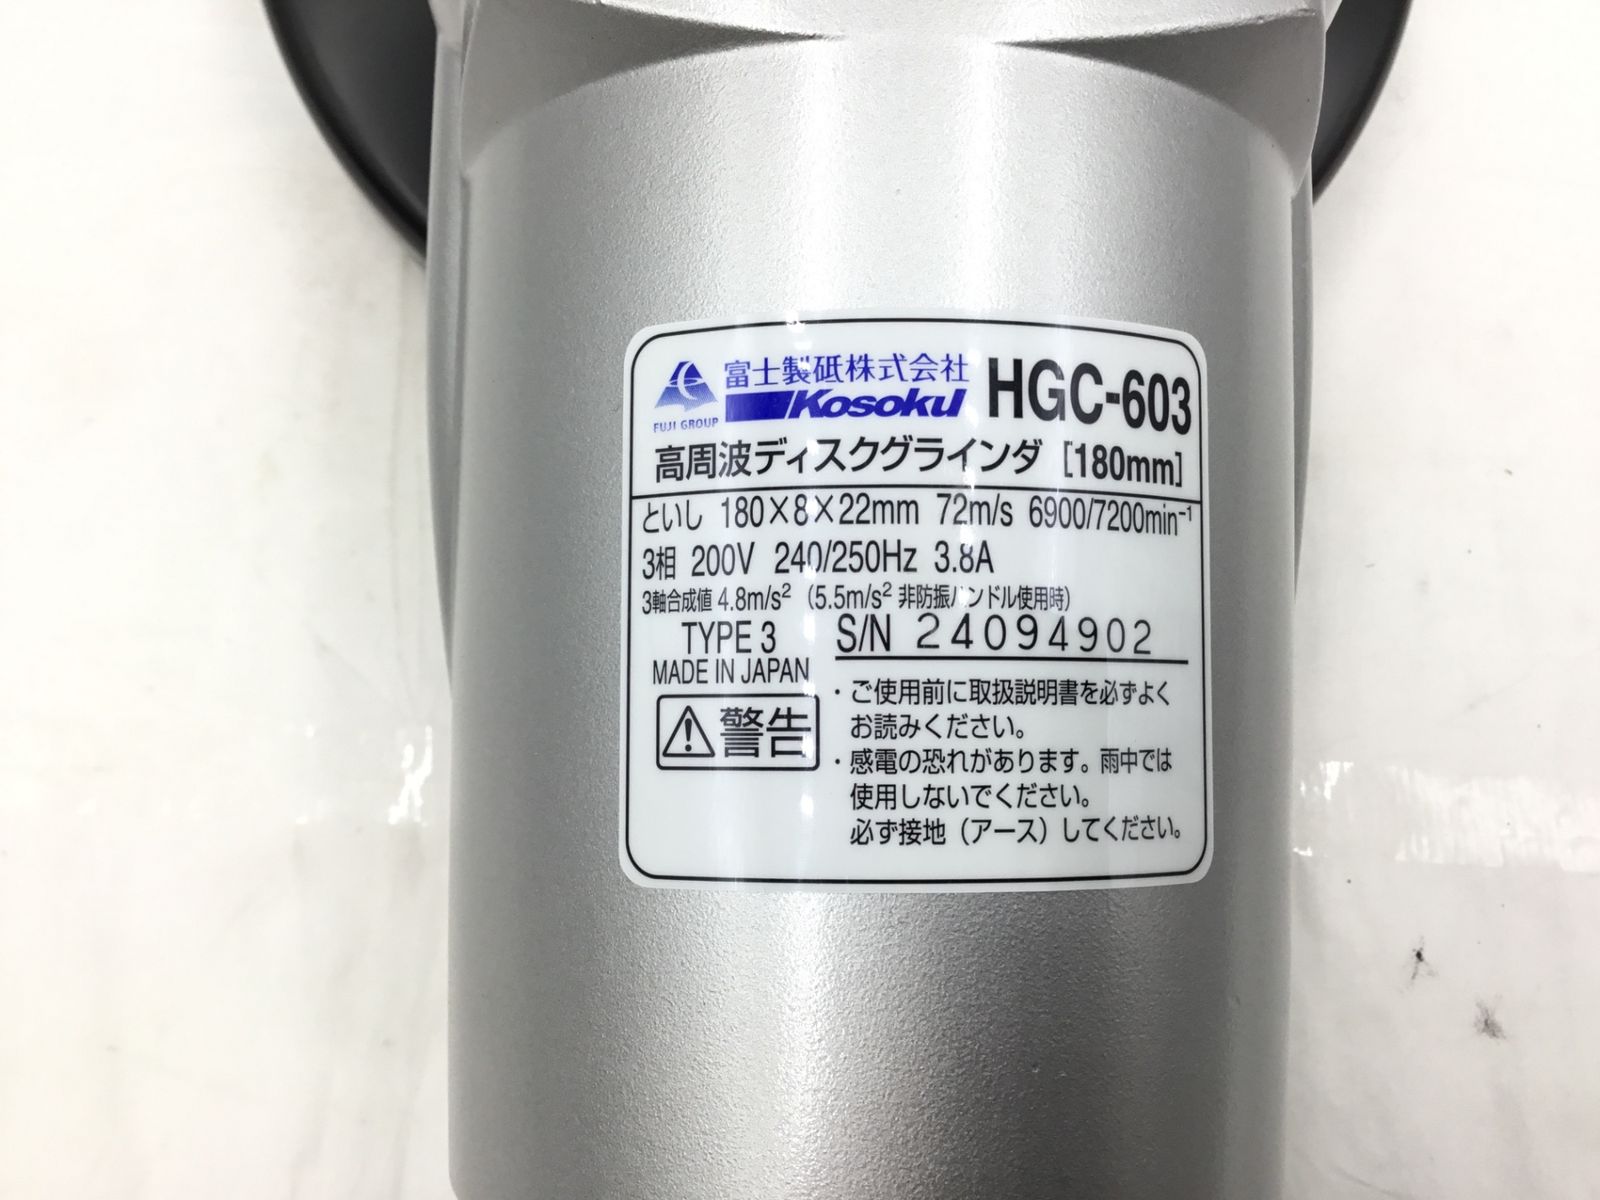 富士製砥株式会社
Kosoku
HGC-603
FUJI GROUP
高周波ディスクグラインダ [180mm]
といし 180×8×22mm 72m/s 6900/7200min⁻¹
3相 200V 240/250Hz 3.8A
3軸合成値 4.8m/s² (5.5m/s² 非防振ハンドル使用時)
TYPE 3 S/N 24094902
MADE IN JAPAN
警告
・ご使用前に取扱説明書を必ずよく
お読みください。
・感電の恐れがあります。雨中では
使用しないでください。
必ず接地（アース）してください。